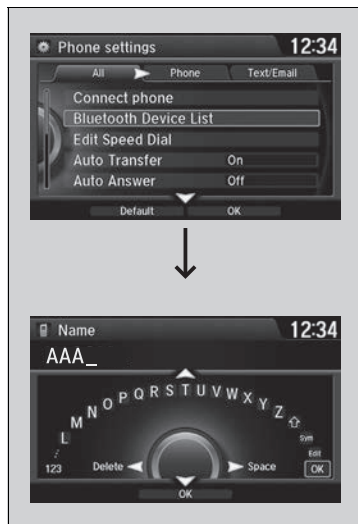 Phone settings 12:34
All Phone Text/Email
Connect phone
Bluetooth Device List
Edit Speed Dial
Auto Transfer On
Auto Answer Off
Default OK
Name 12:34
AAA_
L M N O P Q R S T U V W X Y Z
Sym
Edit
123 Delete Space OK
OK